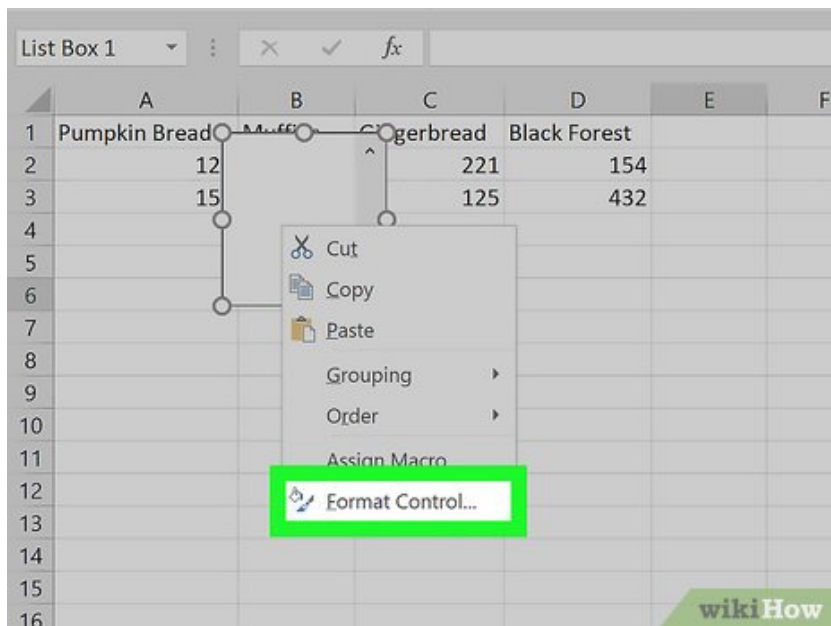 List Box 1 fx
A B C D E F
1 Pumpkin Bread Muffins Gingerbread Black Forest
2 12 221 154
3 15 125 432
4
5
6
7
8
9
10
11
12
13
14
15
16
Cut
Copy
Paste
Grouping
Order
Assign Macro
Format Control...
wikiHow